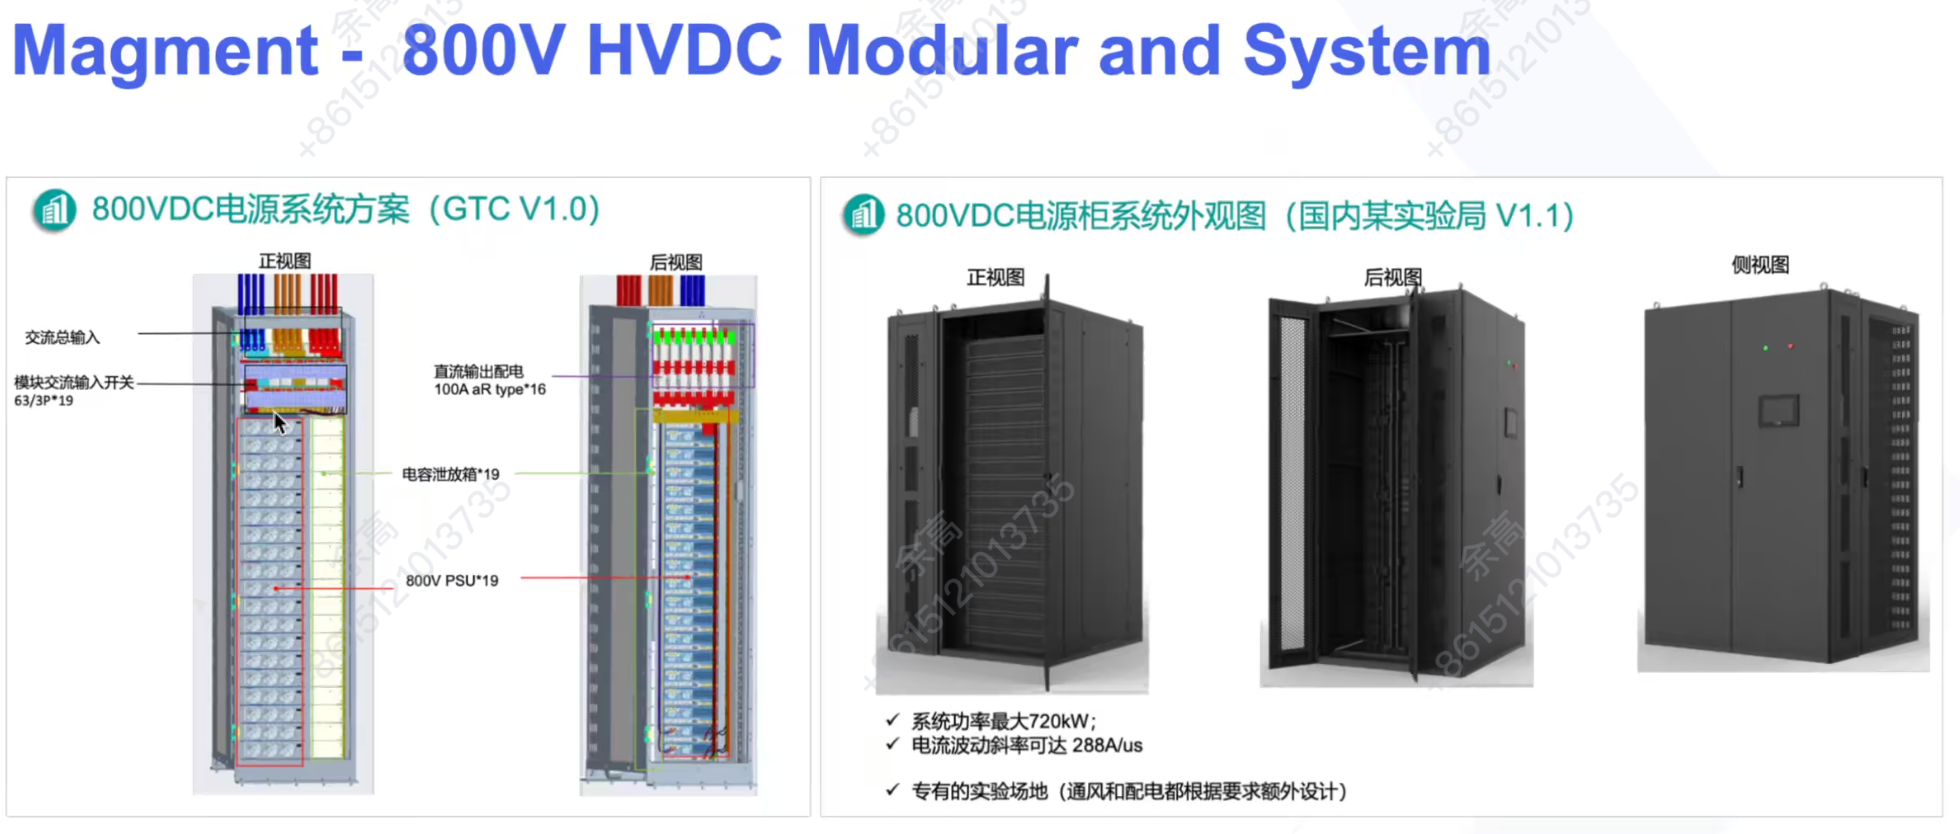 Magment - 800V HVDC Modular and System
800VDC电源系统方案（GTC V1.0）
正视图
后视图
交流总输入
模块交流输入开关
63/3P*19
直流输出配电
100A aR type*16
电容泄放箱*19
800V PSU*19
800VDC电源柜系统外观图（国内某实验局 V1.1）
正视图
后视图
侧视图
✓ 系统功率最大720kW；
✓ 电流波动斜率可达 288A/us
✓ 专有的实验场地（通风和配电都根据要求额外设计）
余高
+8615121013735
余高
+8615121013735
余高
+8615121013735
余高
+8615121013735
余高
+8615121013735
余高
+8615121013735